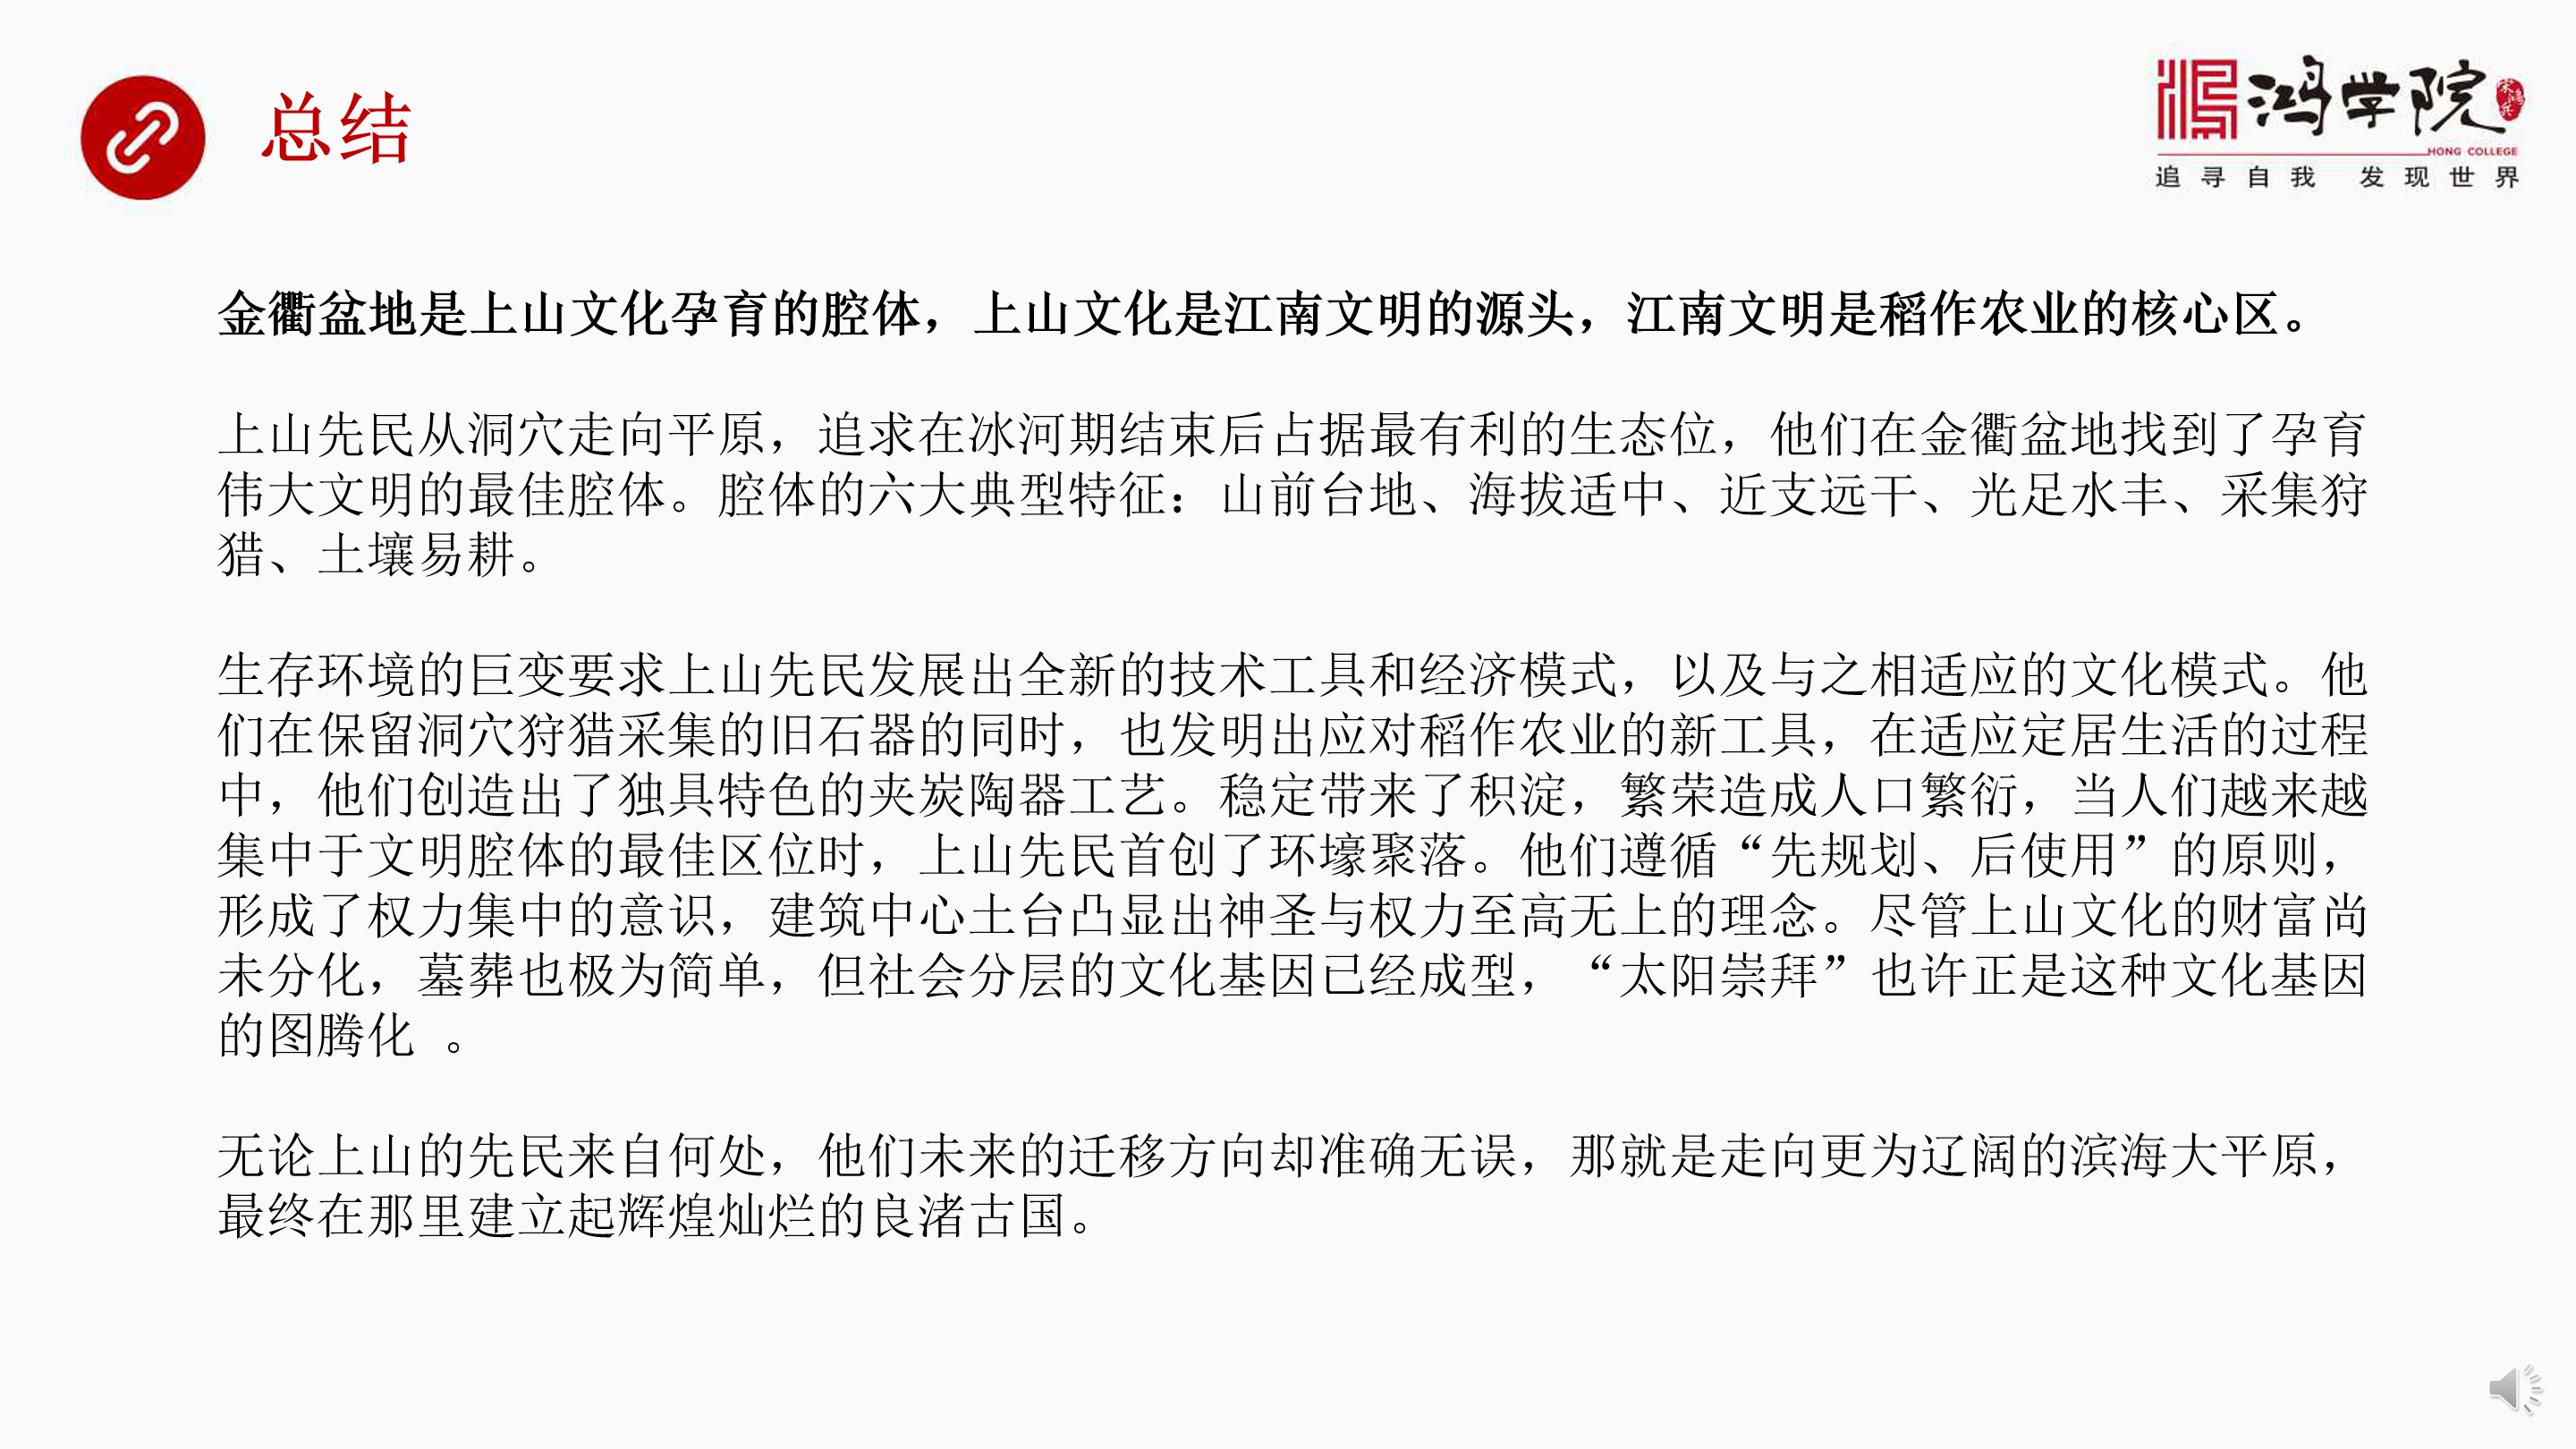 总结
鸿学院
HONG COLLEGE
追寻自我 发现世界
金衢盆地是上山文化孕育的腔体，上山文化是江南文明的源头，江南文明是稻作农业的核心区。
上山先民从洞穴走向平原，追求在冰河期结束后占据最有利的生态位，他们在金衢盆地找到了孕育
伟大文明的最佳腔体。腔体的六大典型特征：山前台地、海拔适中、近支远干、光足水丰、采集狩
猎、土壤易耕。
生存环境的巨变要求上山先民发展出全新的技术工具和经济模式，以及与之相适应的文化模式。他
们在保留洞穴狩猎采集的旧石器的同时，也发明出应对稻作农业的新工具，在适应定居生活的过程
中，他们创造出了独具特色的夹炭陶器工艺。稳定带来了积淀，繁荣造成人口繁衍，当人们越来越
集中于文明腔体的最佳区位时，上山先民首创了环壕聚落。他们遵循“先规划、后使用”的原则，
形成了权力集中的意识，建筑中心土台凸显出神圣与权力至高无上的理念。尽管上山文化的财富尚
未分化，墓葬也极为简单，但社会分层的文化基因已经成型，“太阳崇拜”也许正是这种文化基因
的图腾化 。
无论上山的先民来自何处，他们未来的迁移方向却准确无误，那就是走向更为辽阔的滨海大平原，
最终在那里建立起辉煌灿烂的良渚古国。